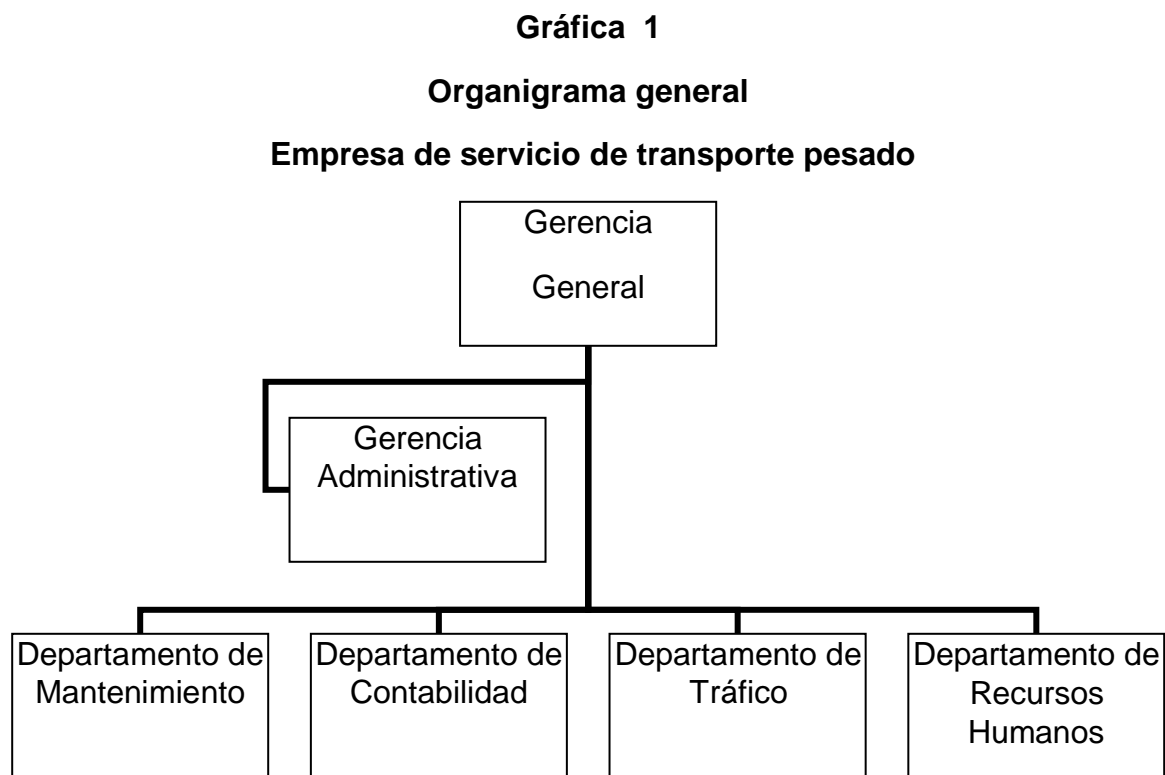 Gráfica 1
Organigrama general
Empresa de servicio de transporte pesado
Gerencia
General
Gerencia
Administrativa
Departamento de
Mantenimiento
Departamento de
Contabilidad
Departamento de
Tráfico
Departamento de
Recursos
Humanos